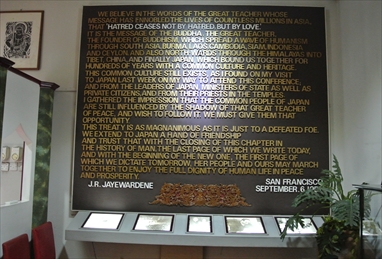 WE BELIEVE IN THE WORDS OF THE GREAT TEACHER WHOSE
MESSAGE HAS ENNOBLED THE LIVES OF COUNTLESS MILLIONS IN ASIA,
THAT 'HATRED CEASES NOT BY HATRED, BUT BY LOVE'.
IT IS THE MESSAGE OF THE BUDDHA, THE GREAT TEACHER,
THE FOUNDER OF BUDDHISM, WHICH SPREAD A WAVE OF HUMANISM
THROUGH SOUTH ASIA, BURMA, LAOS, CAMBODIA, SIAM, INDONESIA
AND CEYLON, AND ALSO NORTH WARDS THROUGH THE HIMALAYAS INTO
TIBET, CHINA, AND FINALLY, JAPAN, WHICH BOUND US TOGETHER FOR
HUNDREDS OF YEARS WITH A COMMON CULTURE AND HERITAGE
THIS COMMON CULTURE STILL EXISTS, AS I FOUND ON MY VISIT
TO JAPAN LAST WEEK ON MY WAY TO ATTEND THIS CONFERENCE,
AND FROM THE LEADERS OF JAPAN, MINISTERS OF STATE AS WELL AS
PRIVATE CITIZENS AND FROM THEIR PRIESTS IN THE TEMPLES
I GATHERED THE IMPRESSION THAT THE COMMON PEOPLE OF JAPAN
ARE STILL INFLUENCED BY THE SHADOW OF THAT GREAT TEACHER
OF PEACE, AND WISH TO FOLLOW IT. WE MUST GIVE THEM THAT
OPPORTUNITY.
THIS TREATY IS AS MAGNANIMOUS AS IT IS JUST TO A DEFEATED FOE.
WE EXTEND TO JAPAN A HAND OF FRIENDSHIP
AND TRUST THAT WITH THE CLOSING OF THIS CHAPTER IN
THE HISTORY OF MAN, THE LAST PAGE OF WHICH WE WRITE TODAY,
AND WITH THE BEGINNING OF THE NEW ONE, THE FIRST PAGE OF
WHICH WE DICTATE TOMORROW, HER PEOPLE AND OURS MAY MARCH
TOGETHER TO ENJOY THE FULL DIGNITY OF HUMAN LIFE IN PEACE
AND PROSPERITY.
J.R. JAYEWARDENE
SAN FRANCISCO
SEPTEMBER 6